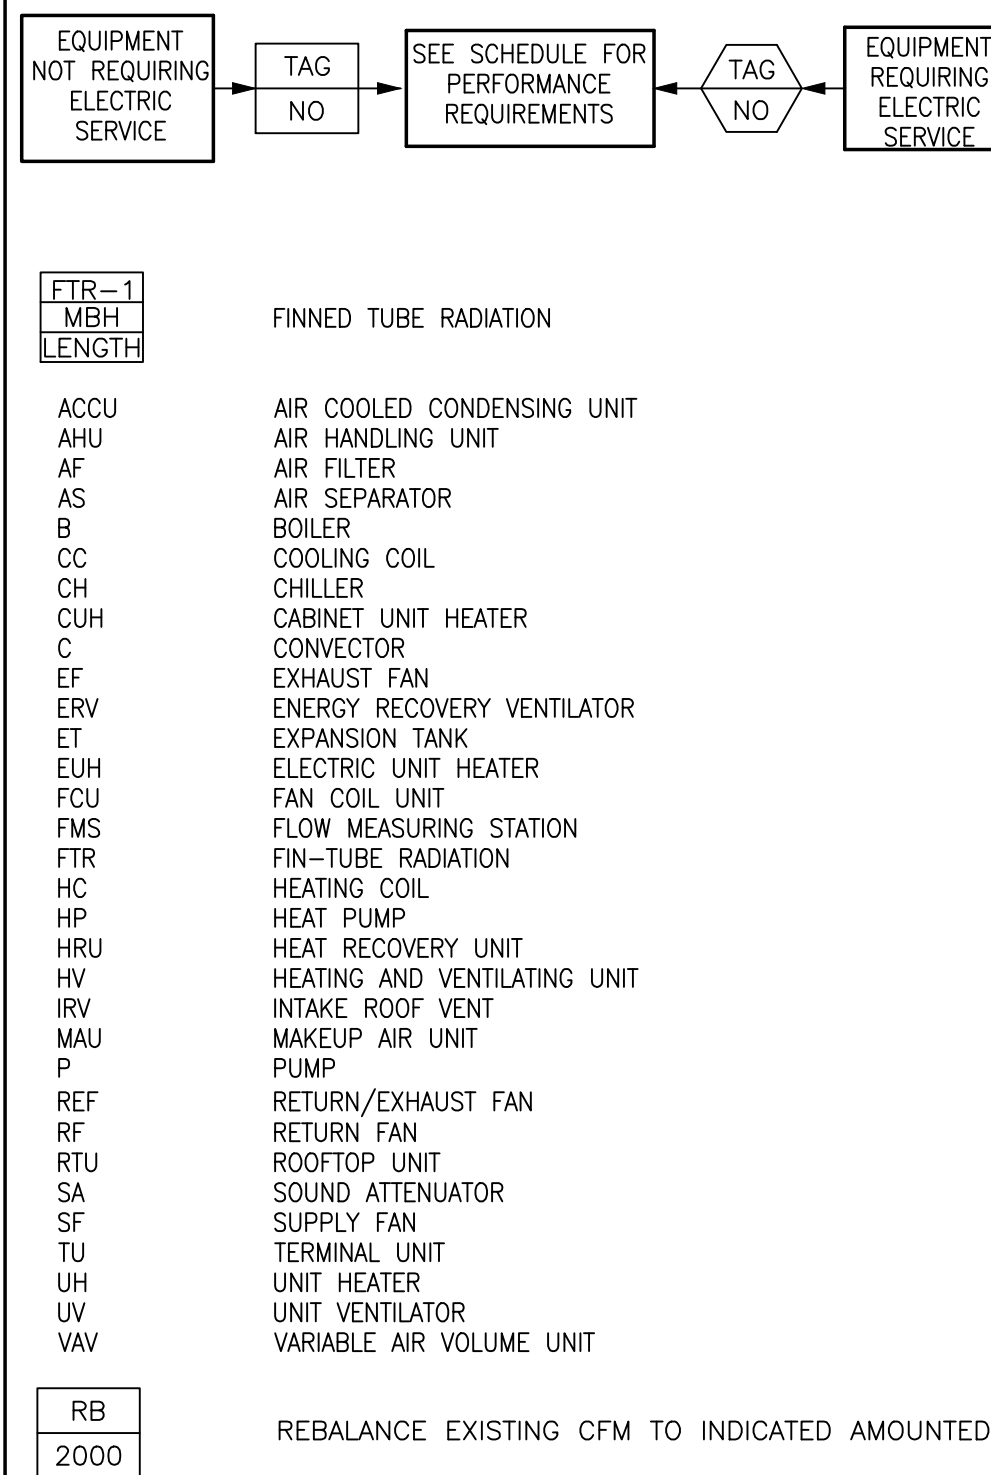 EQUIPMENT
NOT REQUIRING
ELECTRIC
SERVICE
TAG
NO
SEE SCHEDULE FOR
PERFORMANCE
REQUIREMENTS
TAG
NO
EQUIPMENT
REQUIRING
ELECTRIC
SERVICE
FTR-1
MBH
LENGTH
FINNED TUBE RADIATION
ACCU AIR COOLED CONDENSING UNIT
AHU AIR HANDLING UNIT
AF AIR FILTER
AS AIR SEPARATOR
B BOILER
CC COOLING COIL
CH CHILLER
CUH CABINET UNIT HEATER
C CONVECTOR
EF EXHAUST FAN
ERV ENERGY RECOVERY VENTILATOR
ET EXPANSION TANK
EUH ELECTRIC UNIT HEATER
FCU FAN COIL UNIT
FMS FLOW MEASURING STATION
FTR FIN-TUBE RADIATION
HC HEATING COIL
HP HEAT PUMP
HRU HEAT RECOVERY UNIT
HV HEATING AND VENTILATING UNIT
IRV INTAKE ROOF VENT
MAU MAKEUP AIR UNIT
P PUMP
REF RETURN/EXHAUST FAN
RF RETURN FAN
RTU ROOFTOP UNIT
SA SOUND ATTENUATOR
SF SUPPLY FAN
TU TERMINAL UNIT
UH UNIT HEATER
UV UNIT VENTILATOR
VAV VARIABLE AIR VOLUME UNIT
RB
2000
REBALANCE EXISTING CFM TO INDICATED AMOUNTED